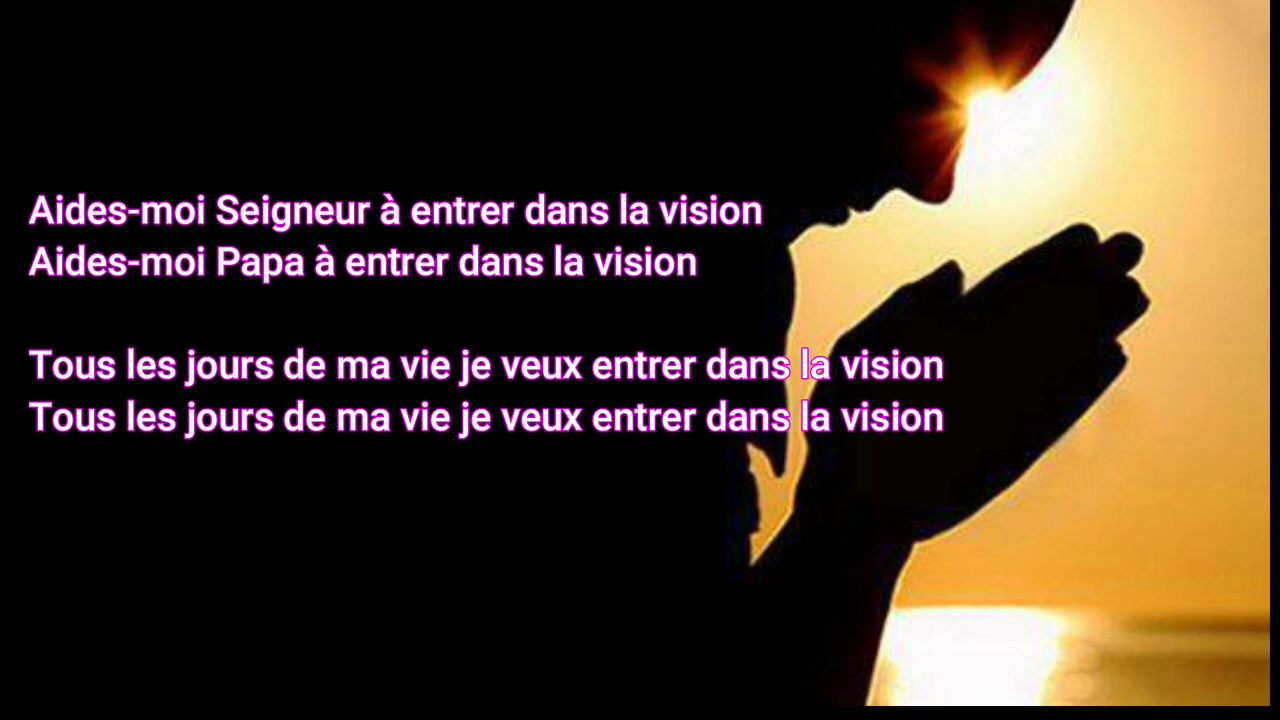 Aides-moi Seigneur à entrer dans la vision
Aides-moi Papa à entrer dans la vision
Tous les jours de ma vie je veux entrer dans la vision
Tous les jours de ma vie je veux entrer dans la vision